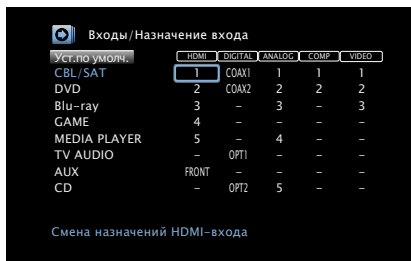 Входы/Назначение входа
Уст.по умолч. HDMI DIGITAL ANALOG COMP VIDEO
CBL/SAT 1 COAX1 1 1 1
DVD 2 COAX2 2 2 2
Blu-ray 3 – 3 – 3
GAME 4 – – – –
MEDIA PLAYER 5 – 4 – –
TV AUDIO – OPT1 – – –
AUX FRONT – – – –
CD – OPT2 5 – –
Смена назначений HDMI-входа